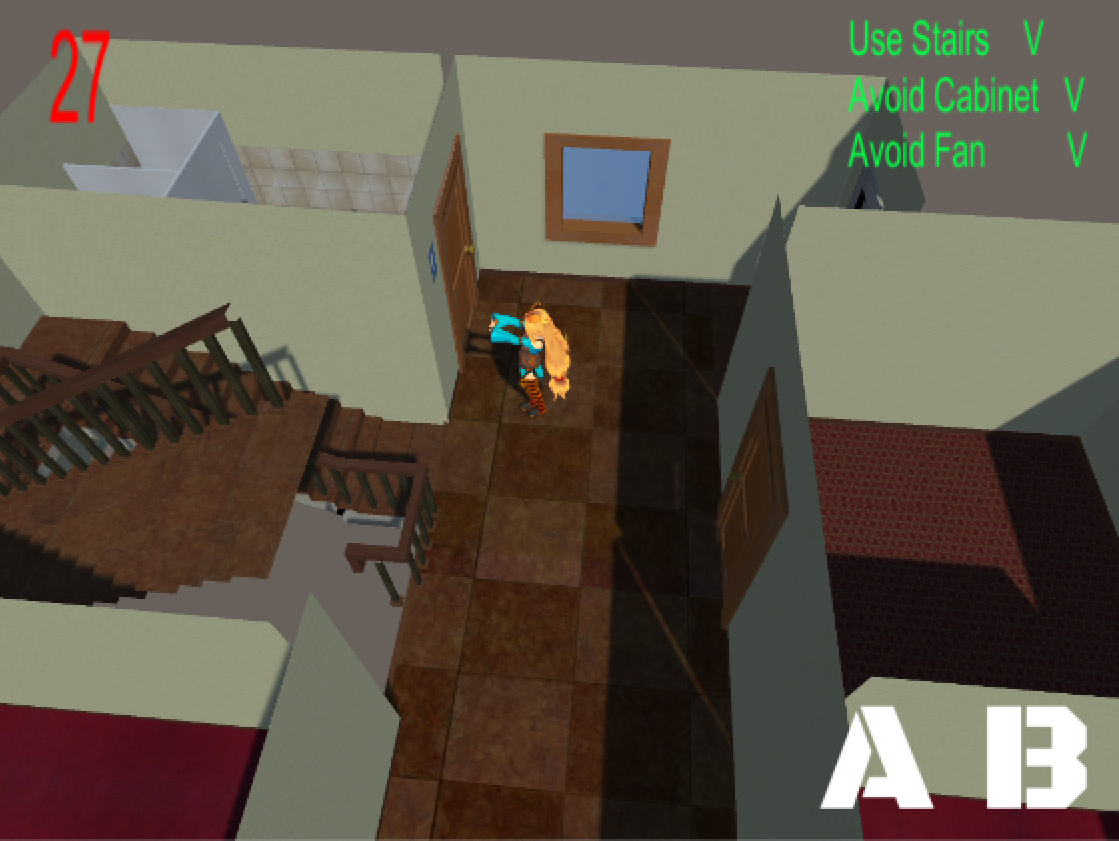 27
Use Stairs V
Avoid Cabinet V
Avoid Fan V
A B